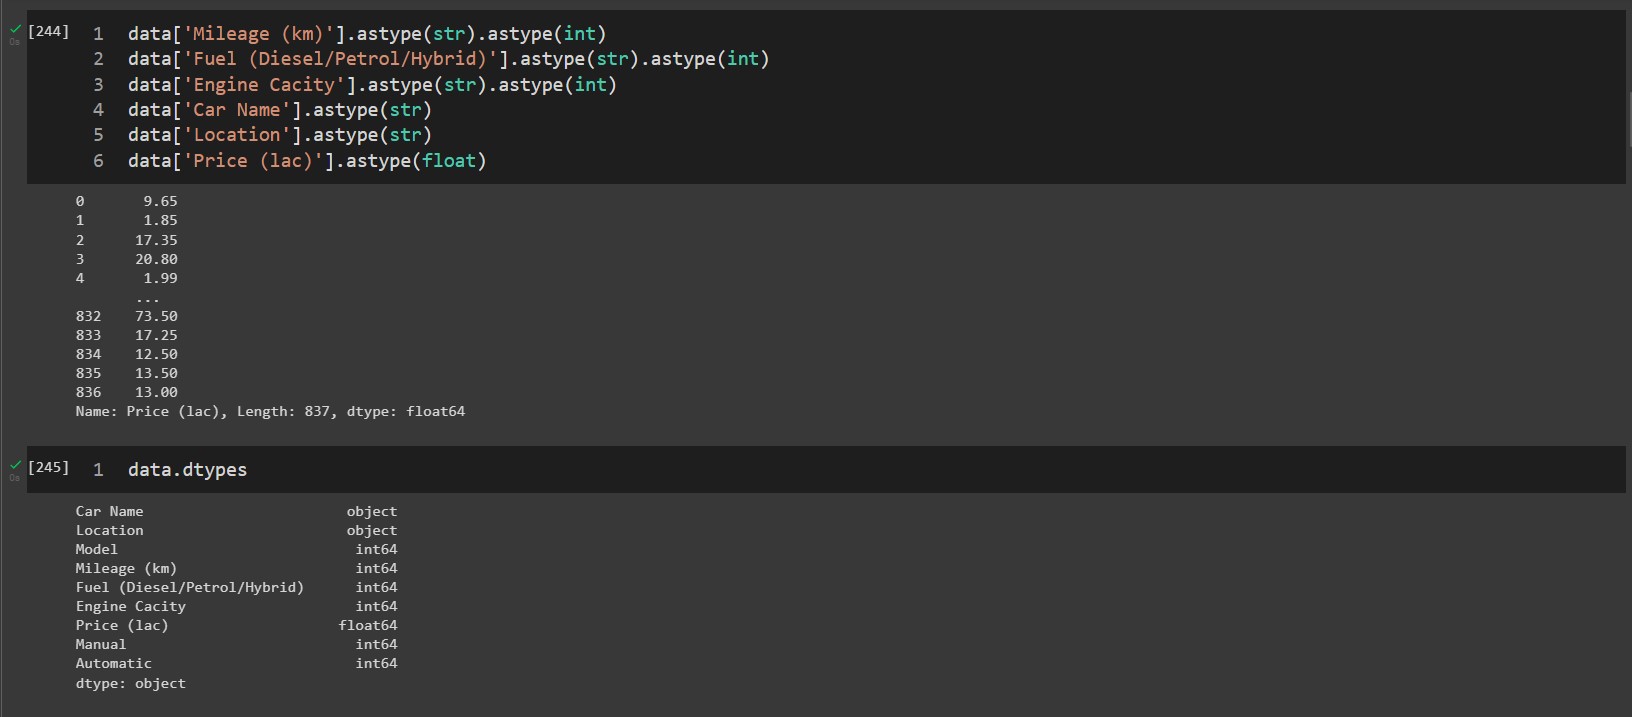 [244] 1 data['Mileage (km)'].astype(str).astype(int)
0s 2 data['Fuel (Diesel/Petrol/Hybrid)'].astype(str).astype(int)
3 data['Engine Cacity'].astype(str).astype(int)
4 data['Car Name'].astype(str)
5 data['Location'].astype(str)
6 data['Price (lac)'].astype(float)
0 9.65
1 1.85
2 17.35
3 20.80
4 1.99
...
832 73.50
833 17.25
834 12.50
835 13.50
836 13.00
Name: Price (lac), Length: 837, dtype: float64
[245] 1 data.dtypes
0s
Car Name object
Location object
Model int64
Mileage (km) int64
Fuel (Diesel/Petrol/Hybrid) int64
Engine Cacity int64
Price (lac) float64
Manual int64
Automatic int64
dtype: object